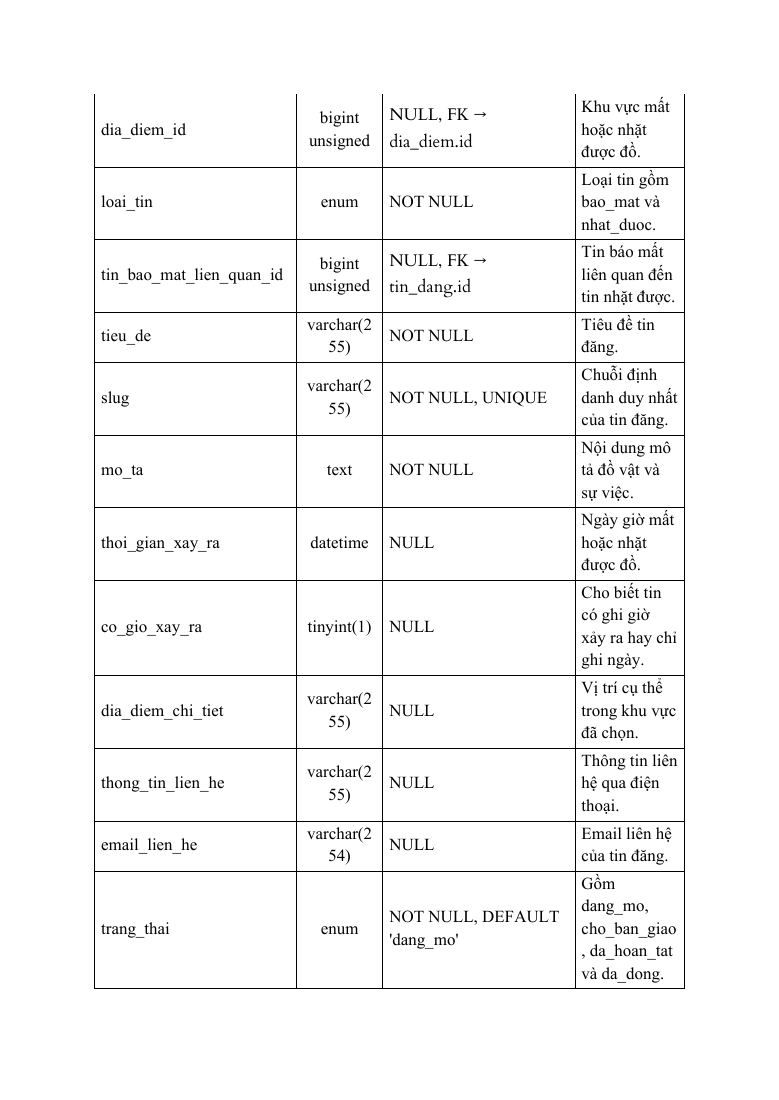 dia_diem_id
bigint
unsigned
NULL, FK →
dia_diem.id
Khu vực mất
hoặc nhặt
được đồ.
loai_tin
enum
NOT NULL
Loại tin gồm
bao_mat và
nhat_duoc.
tin_bao_mat_lien_quan_id
bigint
unsigned
NULL, FK →
tin_dang.id
Tin báo mất
liên quan đến
tin nhặt được.
tieu_de
varchar(2
55)
NOT NULL
Tiêu đề tin
đăng.
slug
varchar(2
55)
NOT NULL, UNIQUE
Chuỗi định
danh duy nhất
của tin đăng.
mo_ta
text
NOT NULL
Nội dung mô
tả đồ vật và
sự việc.
thoi_gian_xay_ra
datetime
NULL
Ngày giờ mất
hoặc nhặt
được đồ.
co_gio_xay_ra
tinyint(1)
NULL
Cho biết tin
có ghi giờ
xảy ra hay chỉ
ghi ngày.
dia_diem_chi_tiet
varchar(2
55)
NULL
Vị trí cụ thể
trong khu vực
đã chọn.
thong_tin_lien_he
varchar(2
55)
NULL
Thông tin liên
hệ qua điện
thoại.
email_lien_he
varchar(2
54)
NULL
Email liên hệ
của tin đăng.
trang_thai
enum
NOT NULL, DEFAULT
'dang_mo'
Gồm
dang_mo,
cho_ban_giao
, da_hoan_tat
và da_dong.